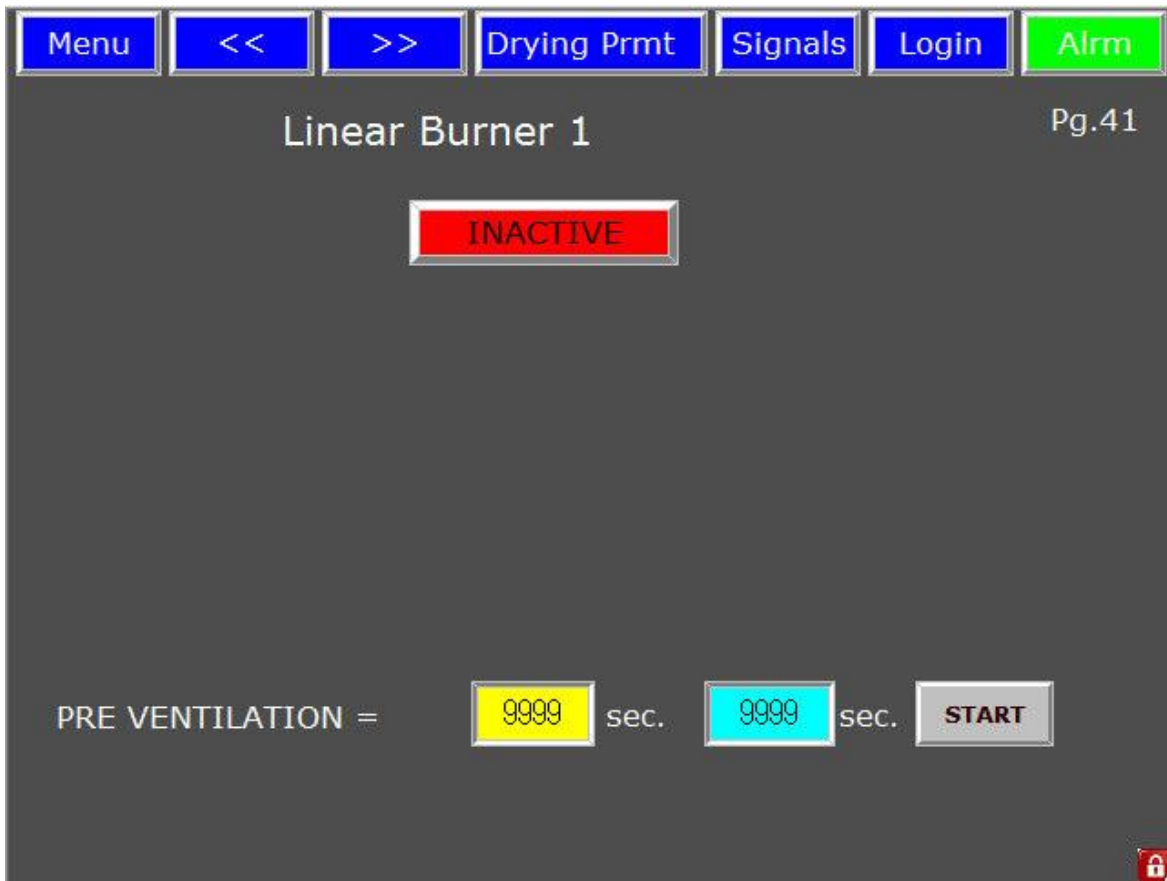 Menu << >> Drying Prmt Signals Login Alrm
Linear Burner 1 Pg.41
INACTIVE
PRE VENTILATION = 9999 sec. 9999 sec. START